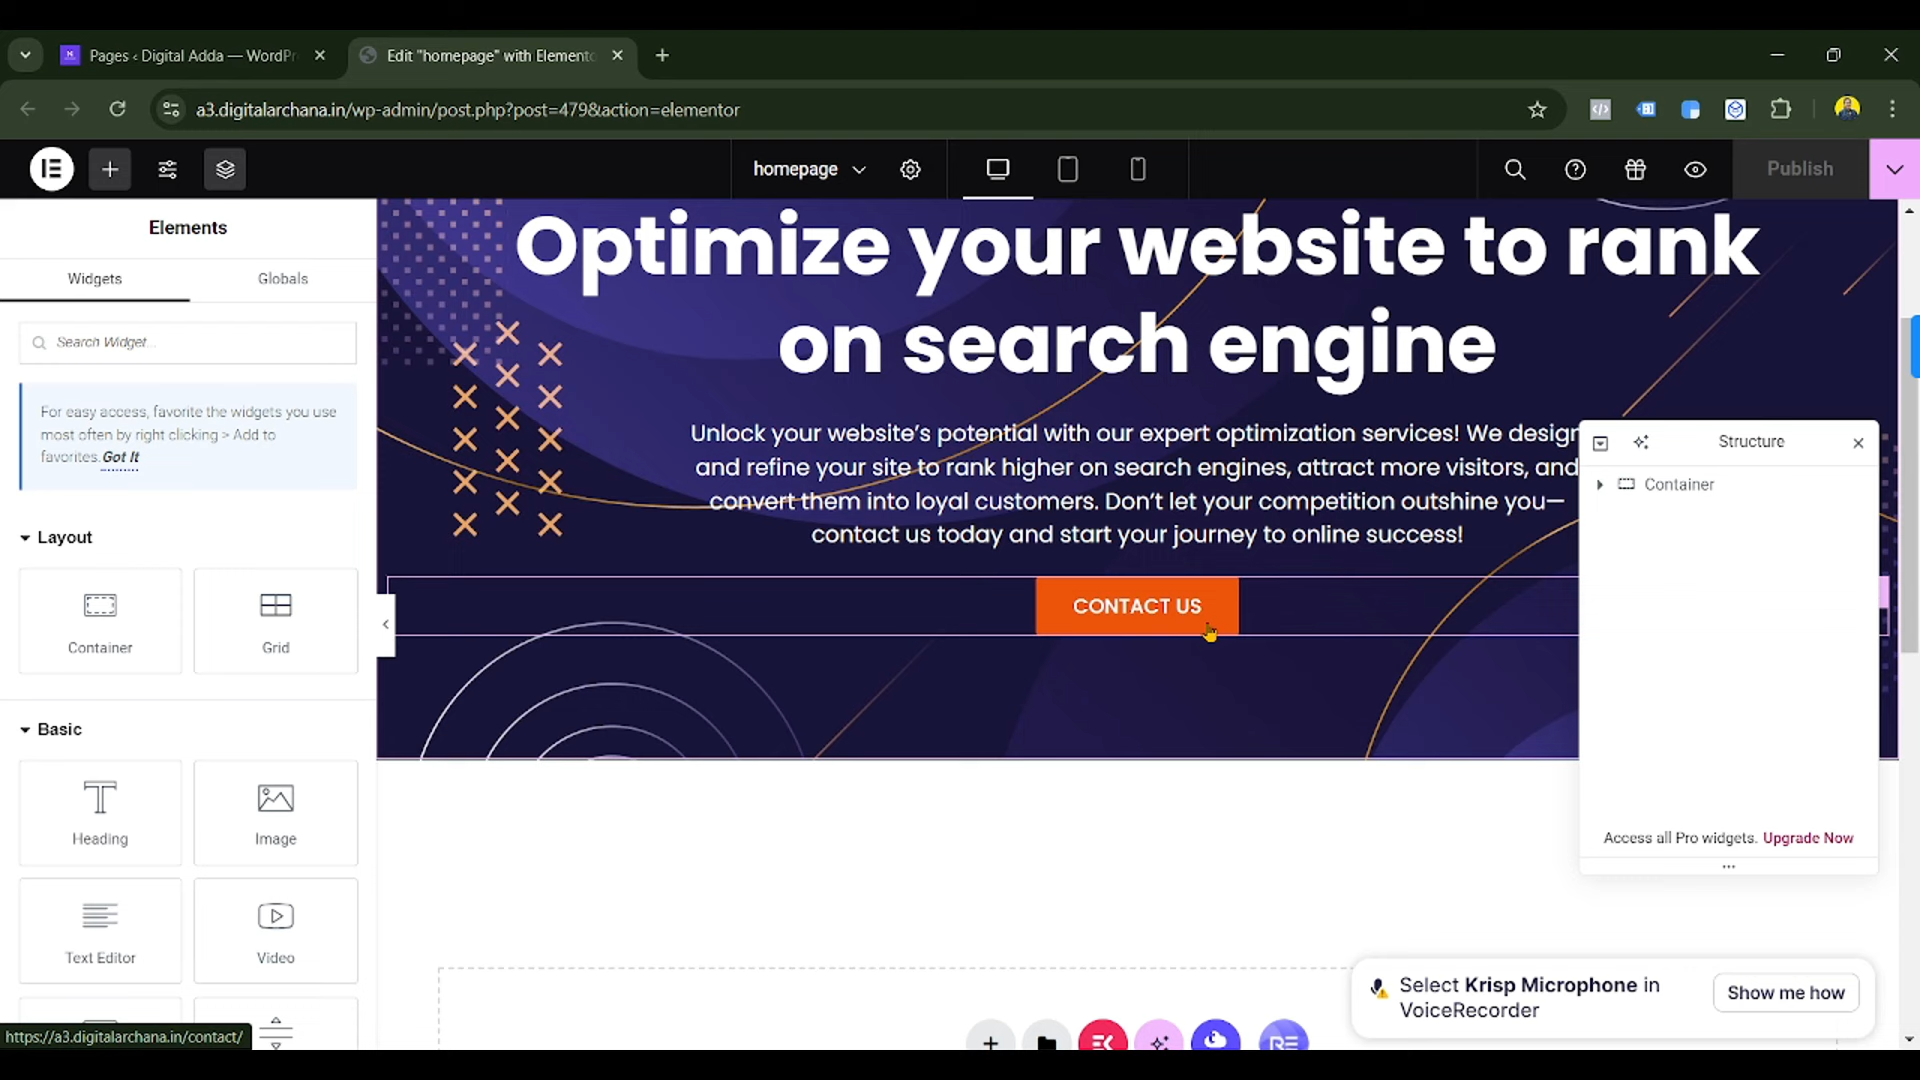 Pages ‹ Digital Adda — WordPr
Edit "homepage" with Elemento
a3.digitalarchana.in/wp-admin/post.php?post=479&action=elementor
homepage
Publish
Elements
Widgets
Globals
Search Widget...
For easy access, favorite the widgets you use
most often by right clicking > Add to
favorites. Got It
Layout
Container
Grid
Basic
Heading
Image
Text Editor
Video
https://a3.digitalarchana.in/contact/
Optimize your website to rank
on search engine
Unlock your website's potential with our expert optimization services! We design
and refine your site to rank higher on search engines, attract more visitors, and
convert them into loyal customers. Don't let your competition outshine you—
contact us today and start your journey to online success!
CONTACT US
Structure
Container
Access all Pro widgets. Upgrade Now
Select Krisp Microphone in
VoiceRecorder
Show me how